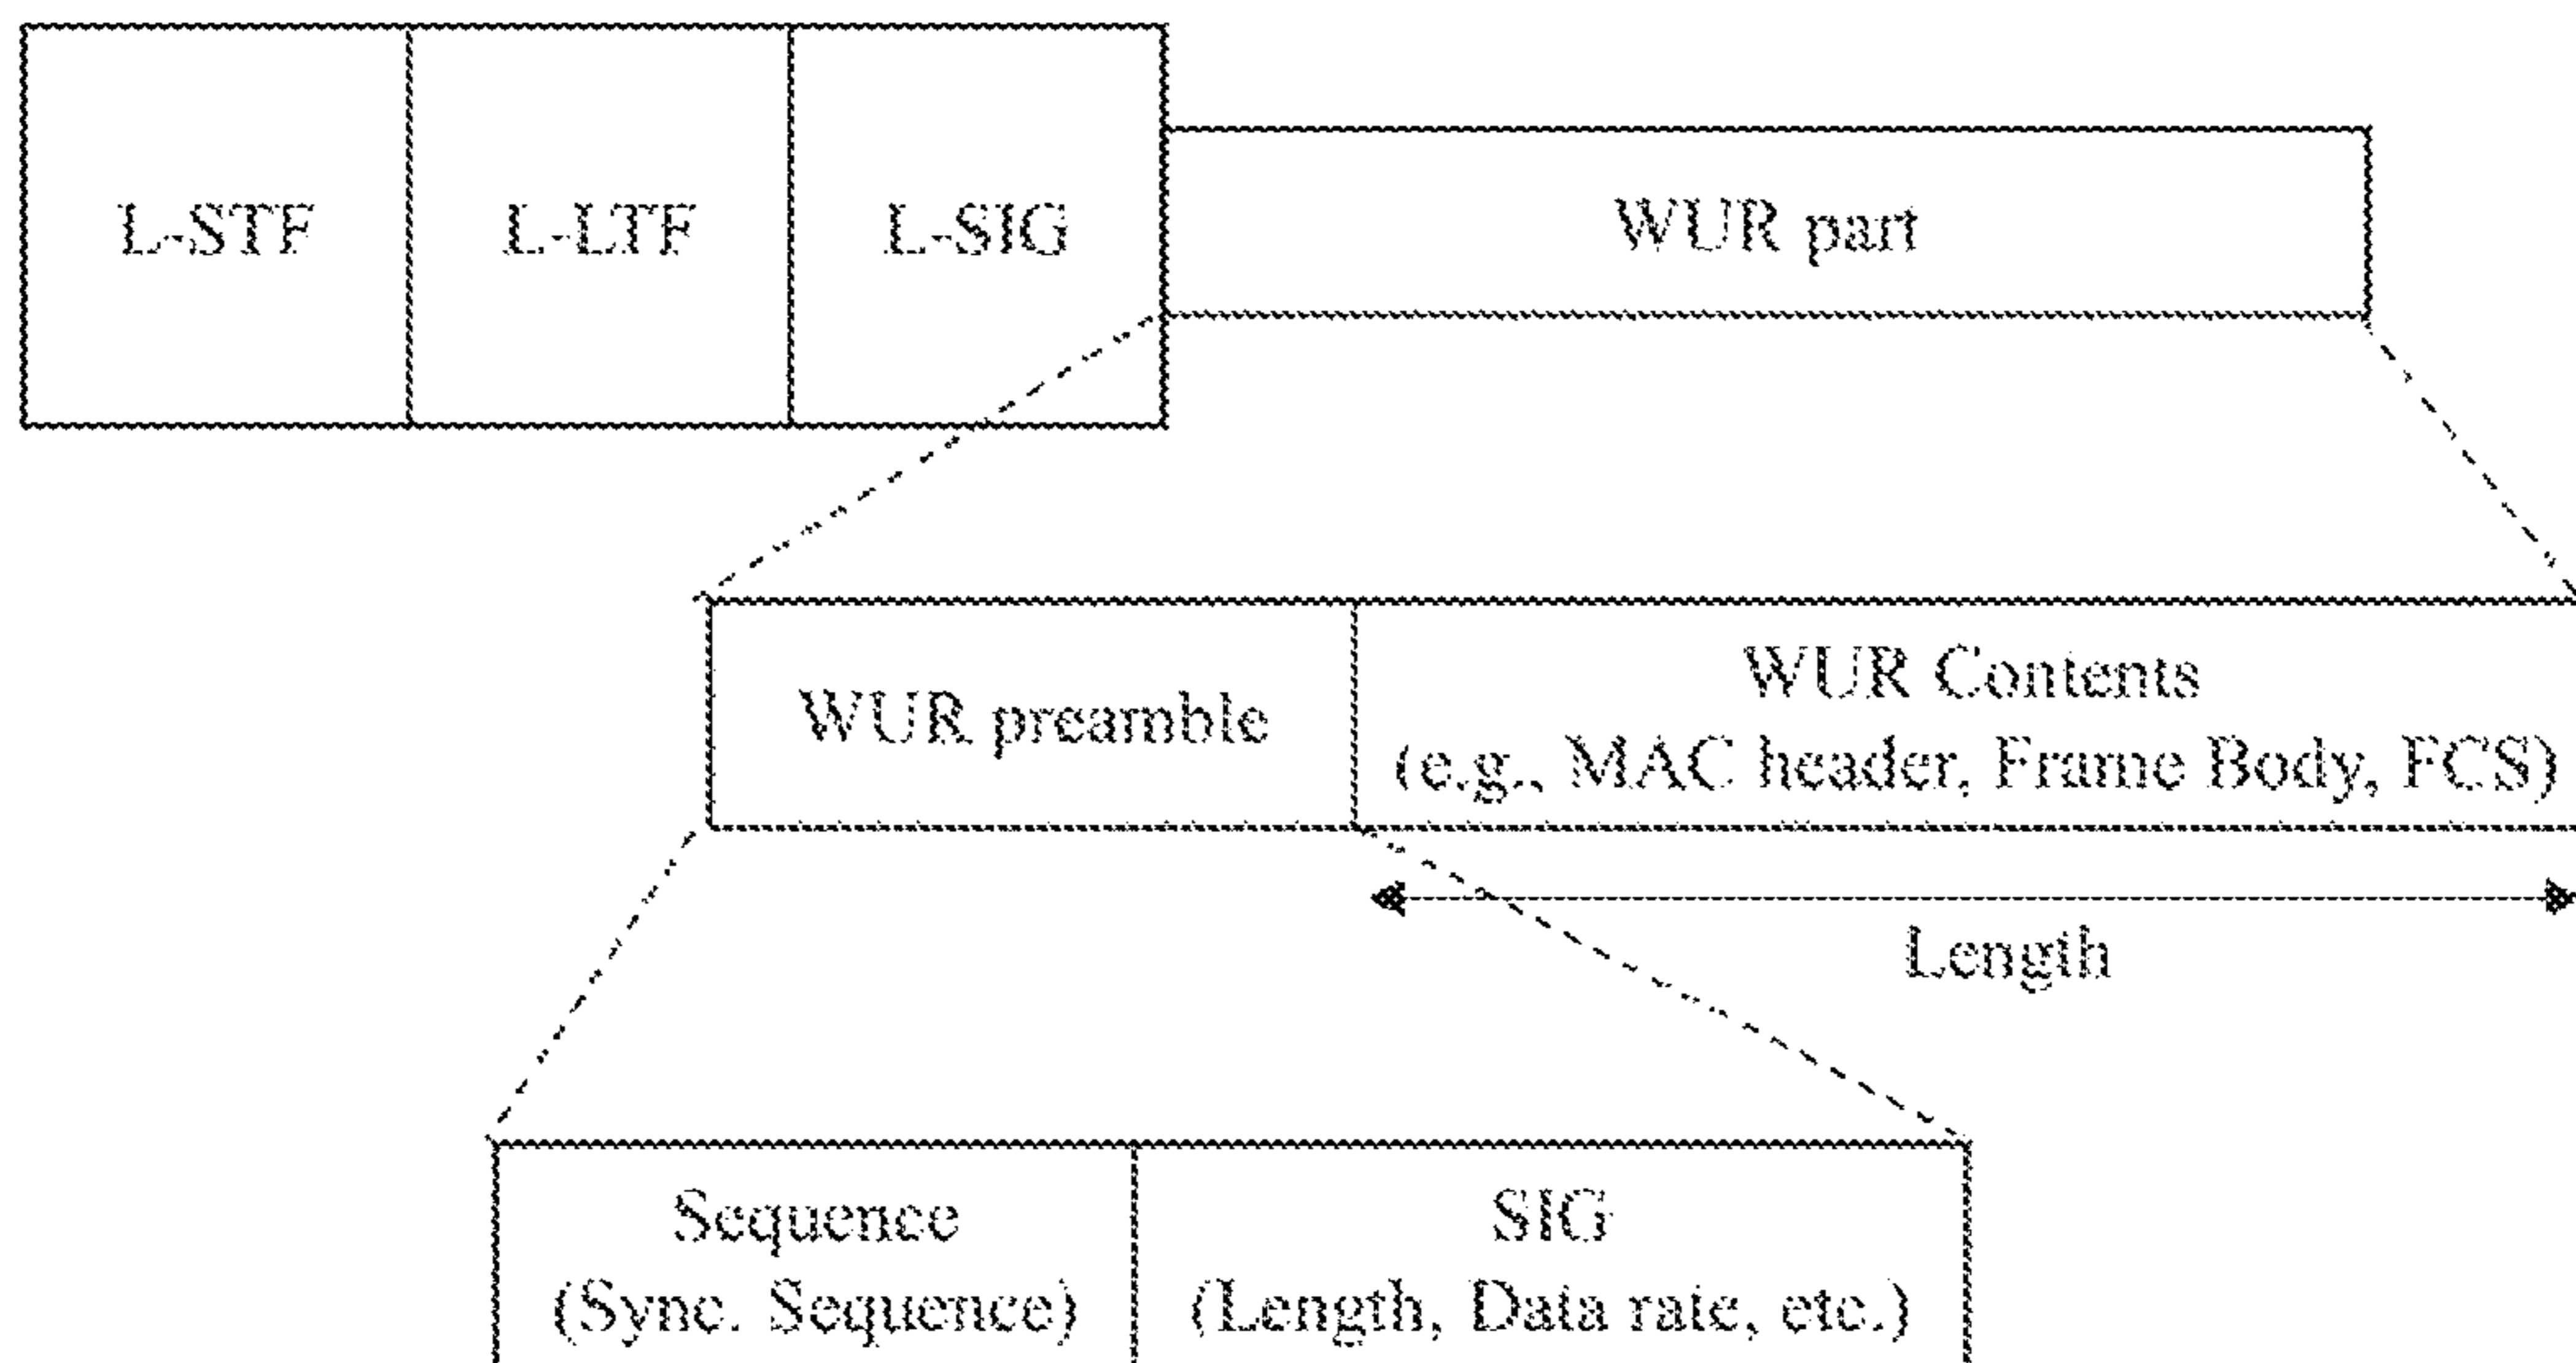 L-STF
L-LTF
L-SIG
WUR part
WUR preamble
WUR Contents
(e.g., MAC header, Frame Body, FCS)
Length
Sequence
(Sync. Sequence)
SIG
(Length, Data rate, etc.)